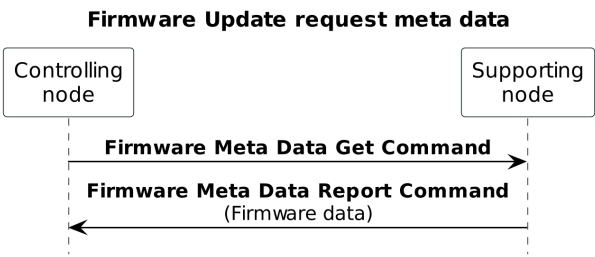 Firmware Update request meta data
Controlling
node
Supporting
node
Firmware Meta Data Get Command
Firmware Meta Data Report Command
(Firmware data)